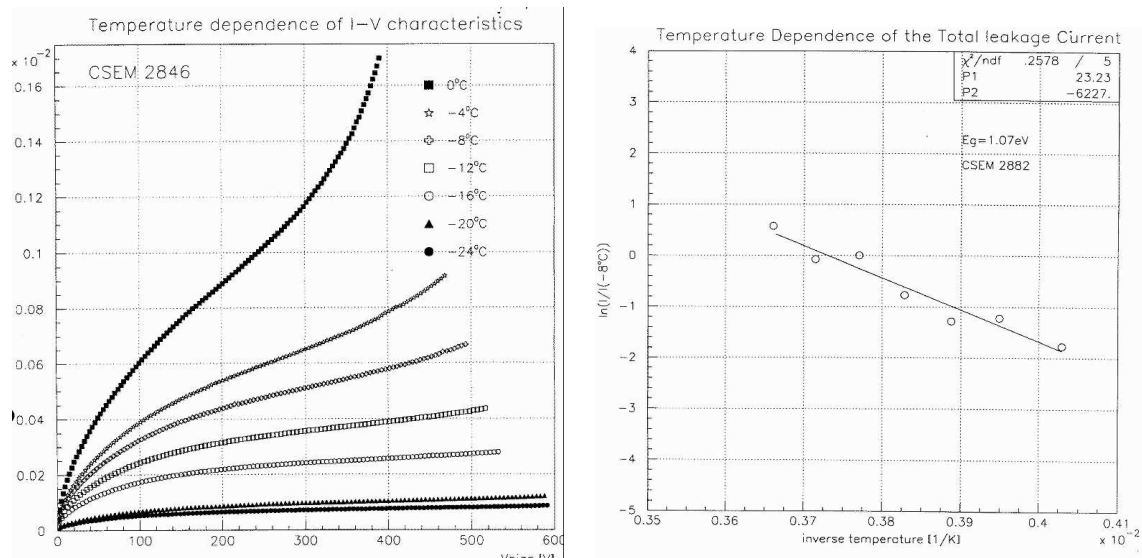 Temperature dependence of I-V characteristics
x 10⁻²
CSEM 2846
0°C
-4°C
-8°C
-12°C
-16°C
-20°C
-24°C
0.16
0.14
0.12
0.1
0.08
0.06
0.04
0.02
0
0 100 200 300 400 500 600
Temperature Dependence of the Total leakage Current
χ²/ndf .2578 / 5
P1 23.23
P2 -6227.
Eg=1.07eV
CSEM 2882
ln(I/I(-8°C))
4
3
2
1
0
-1
-2
-3
-4
-5
0.35 0.36 0.37 0.38 0.39 0.4 0.41
x 10⁻²
inverse temperature [1/K]